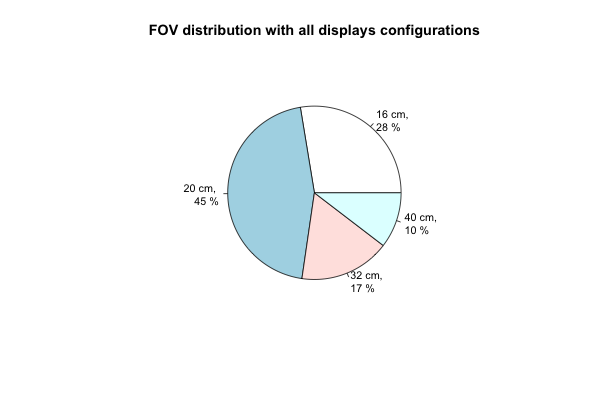 FOV distribution with all displays configurations
16 cm,
28 %
20 cm,
45 %
40 cm,
10 %
32 cm,
17 %